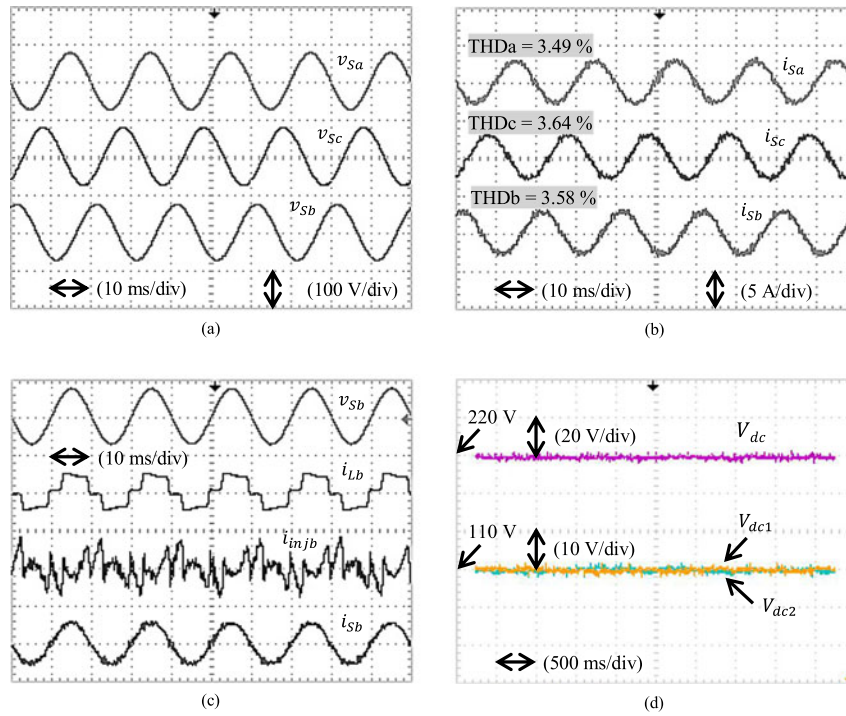 v_Sa
v_Sc
v_Sb
(10 ms/div)
(100 V/div)
(a)
THDa = 3.49 %
i_Sa
THDc = 3.64 %
i_Sc
THDb = 3.58 %
i_Sb
(10 ms/div)
(5 A/div)
(b)
v_Sb
(10 ms/div)
i_Lb
i_injb
i_Sb
(c)
220 V
(20 V/div)
V_dc
110 V
(10 V/div)
V_dc1
V_dc2
(500 ms/div)
(d)